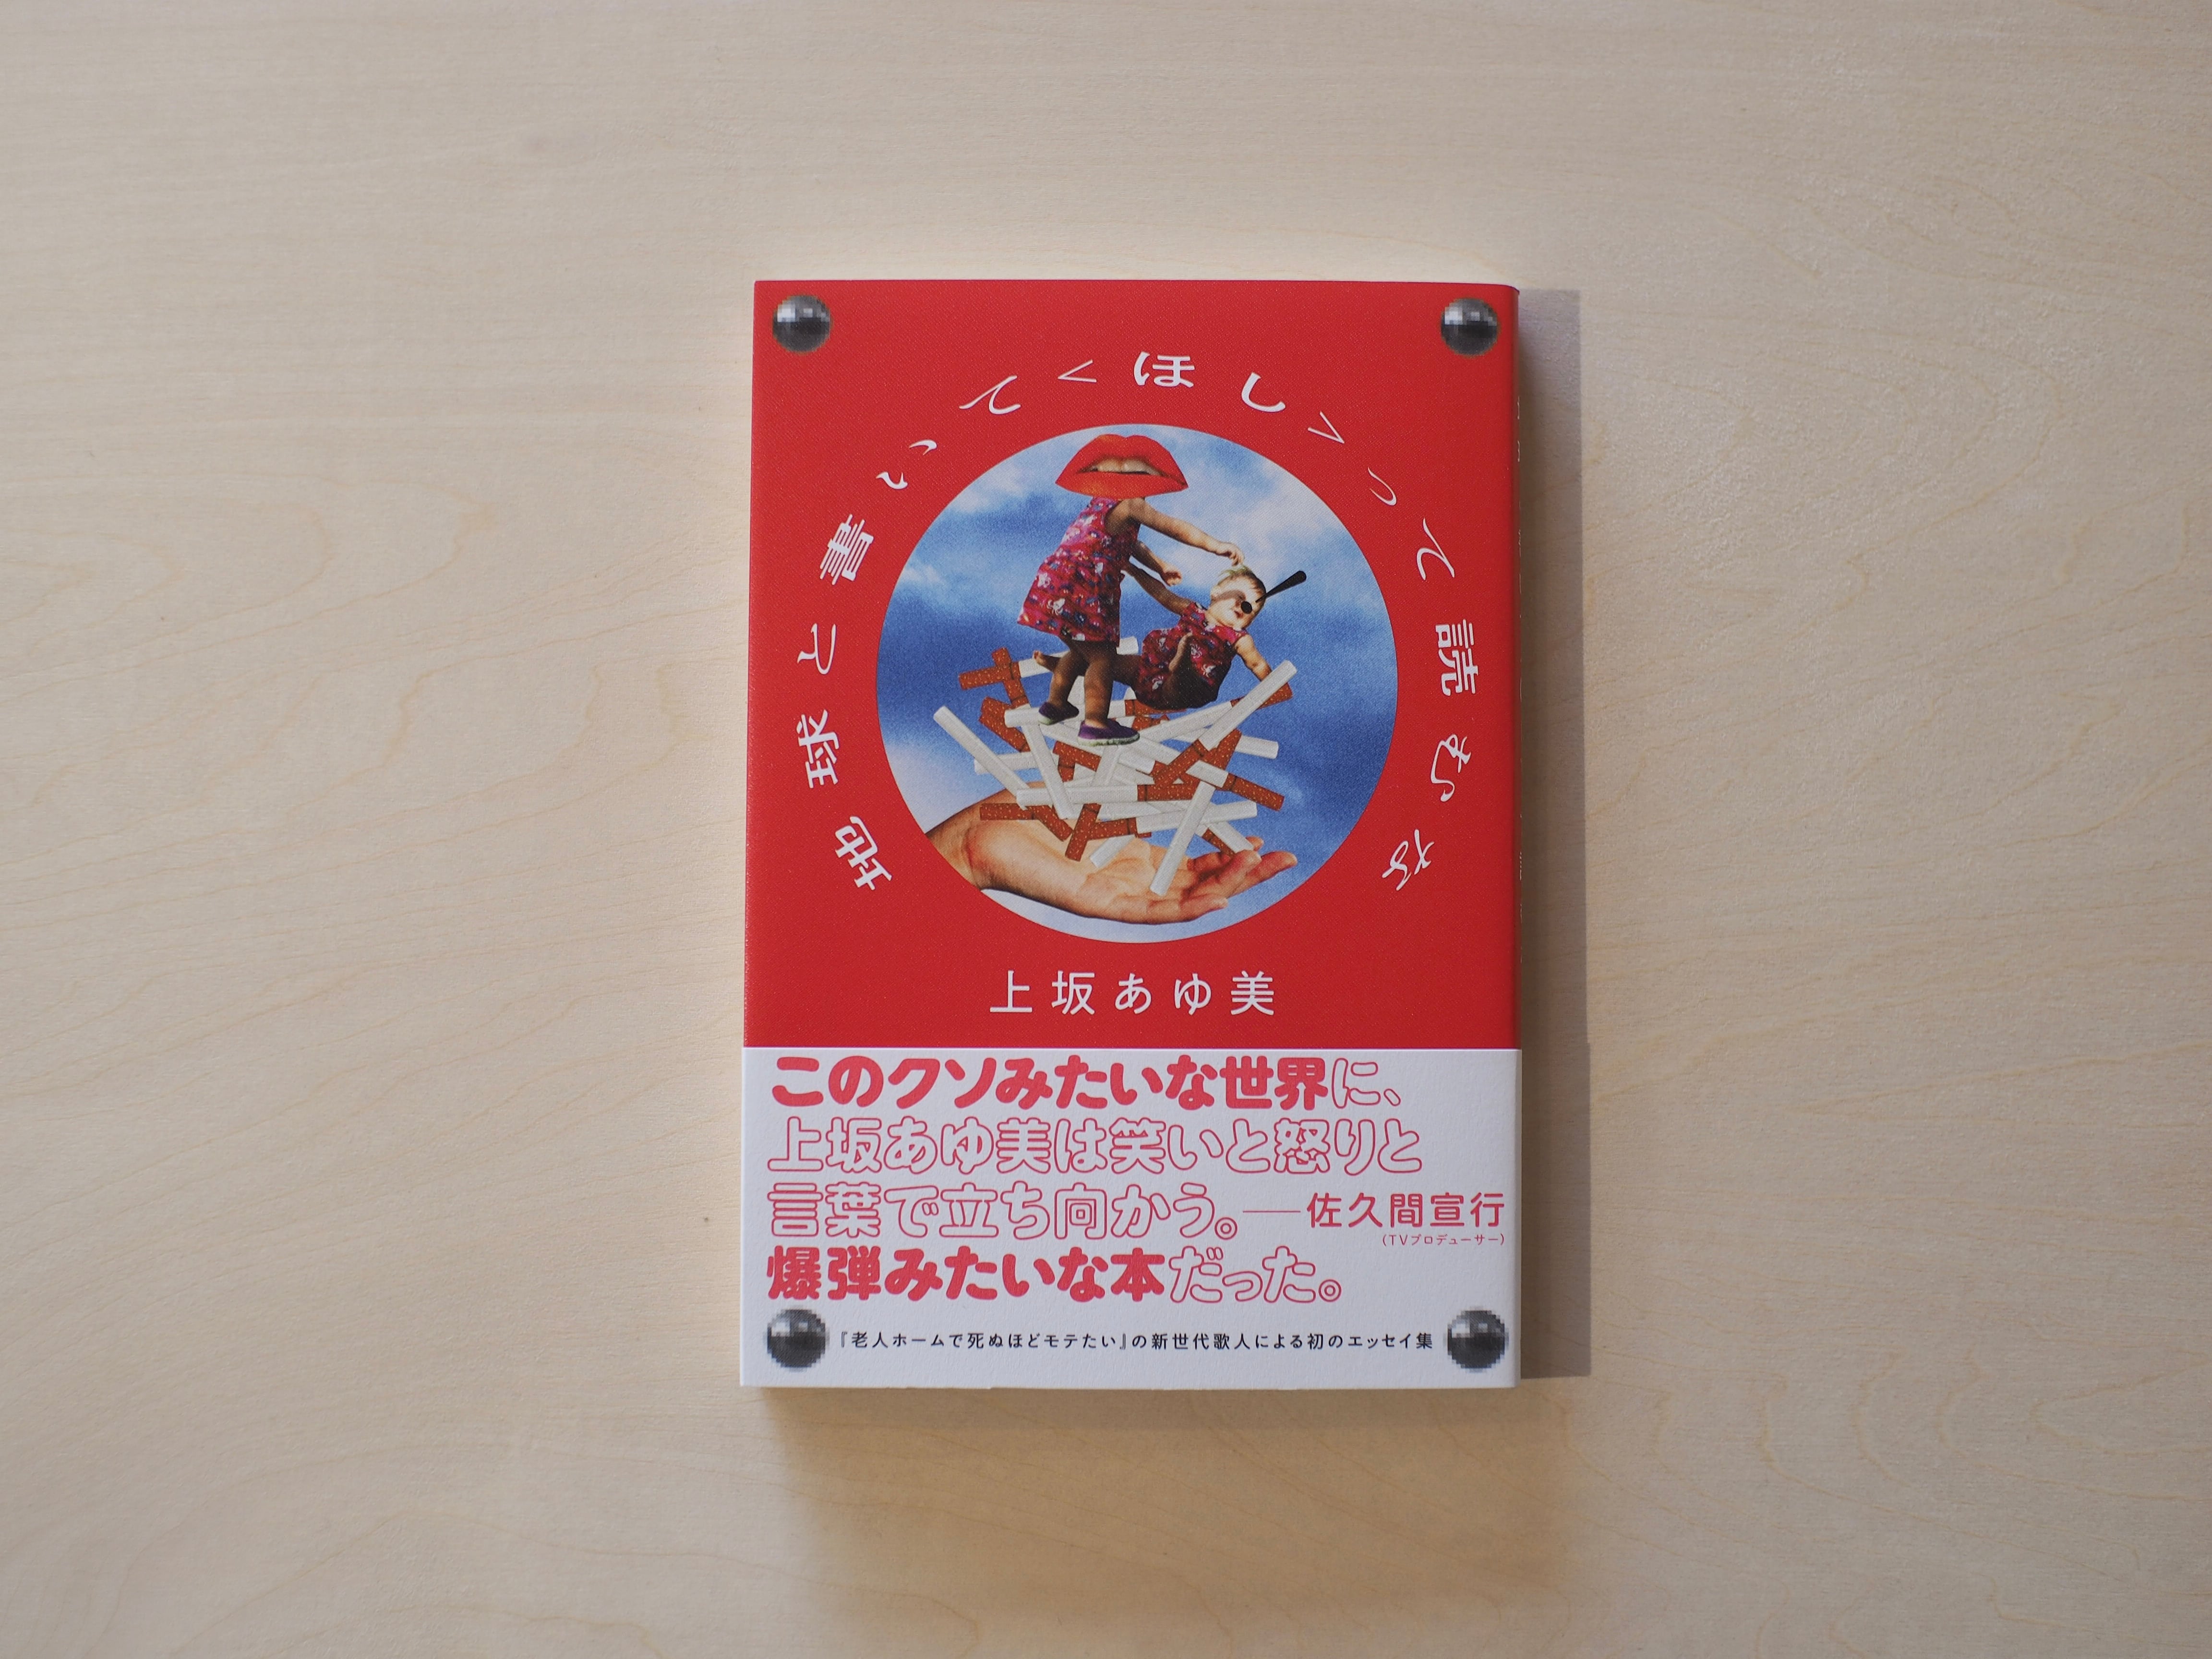 地球と書いて〈ほし〉って読むな
上坂あゆ美
このクソみたいな世界に、
上坂あゆ美は笑いと怒りと
言葉で立ち向かう。——佐久間宣行
(TVプロデューサー)
爆弾みたいな本だった。
『老人ホームで死ぬほどモテたい』の新世代歌人による初のエッセイ集